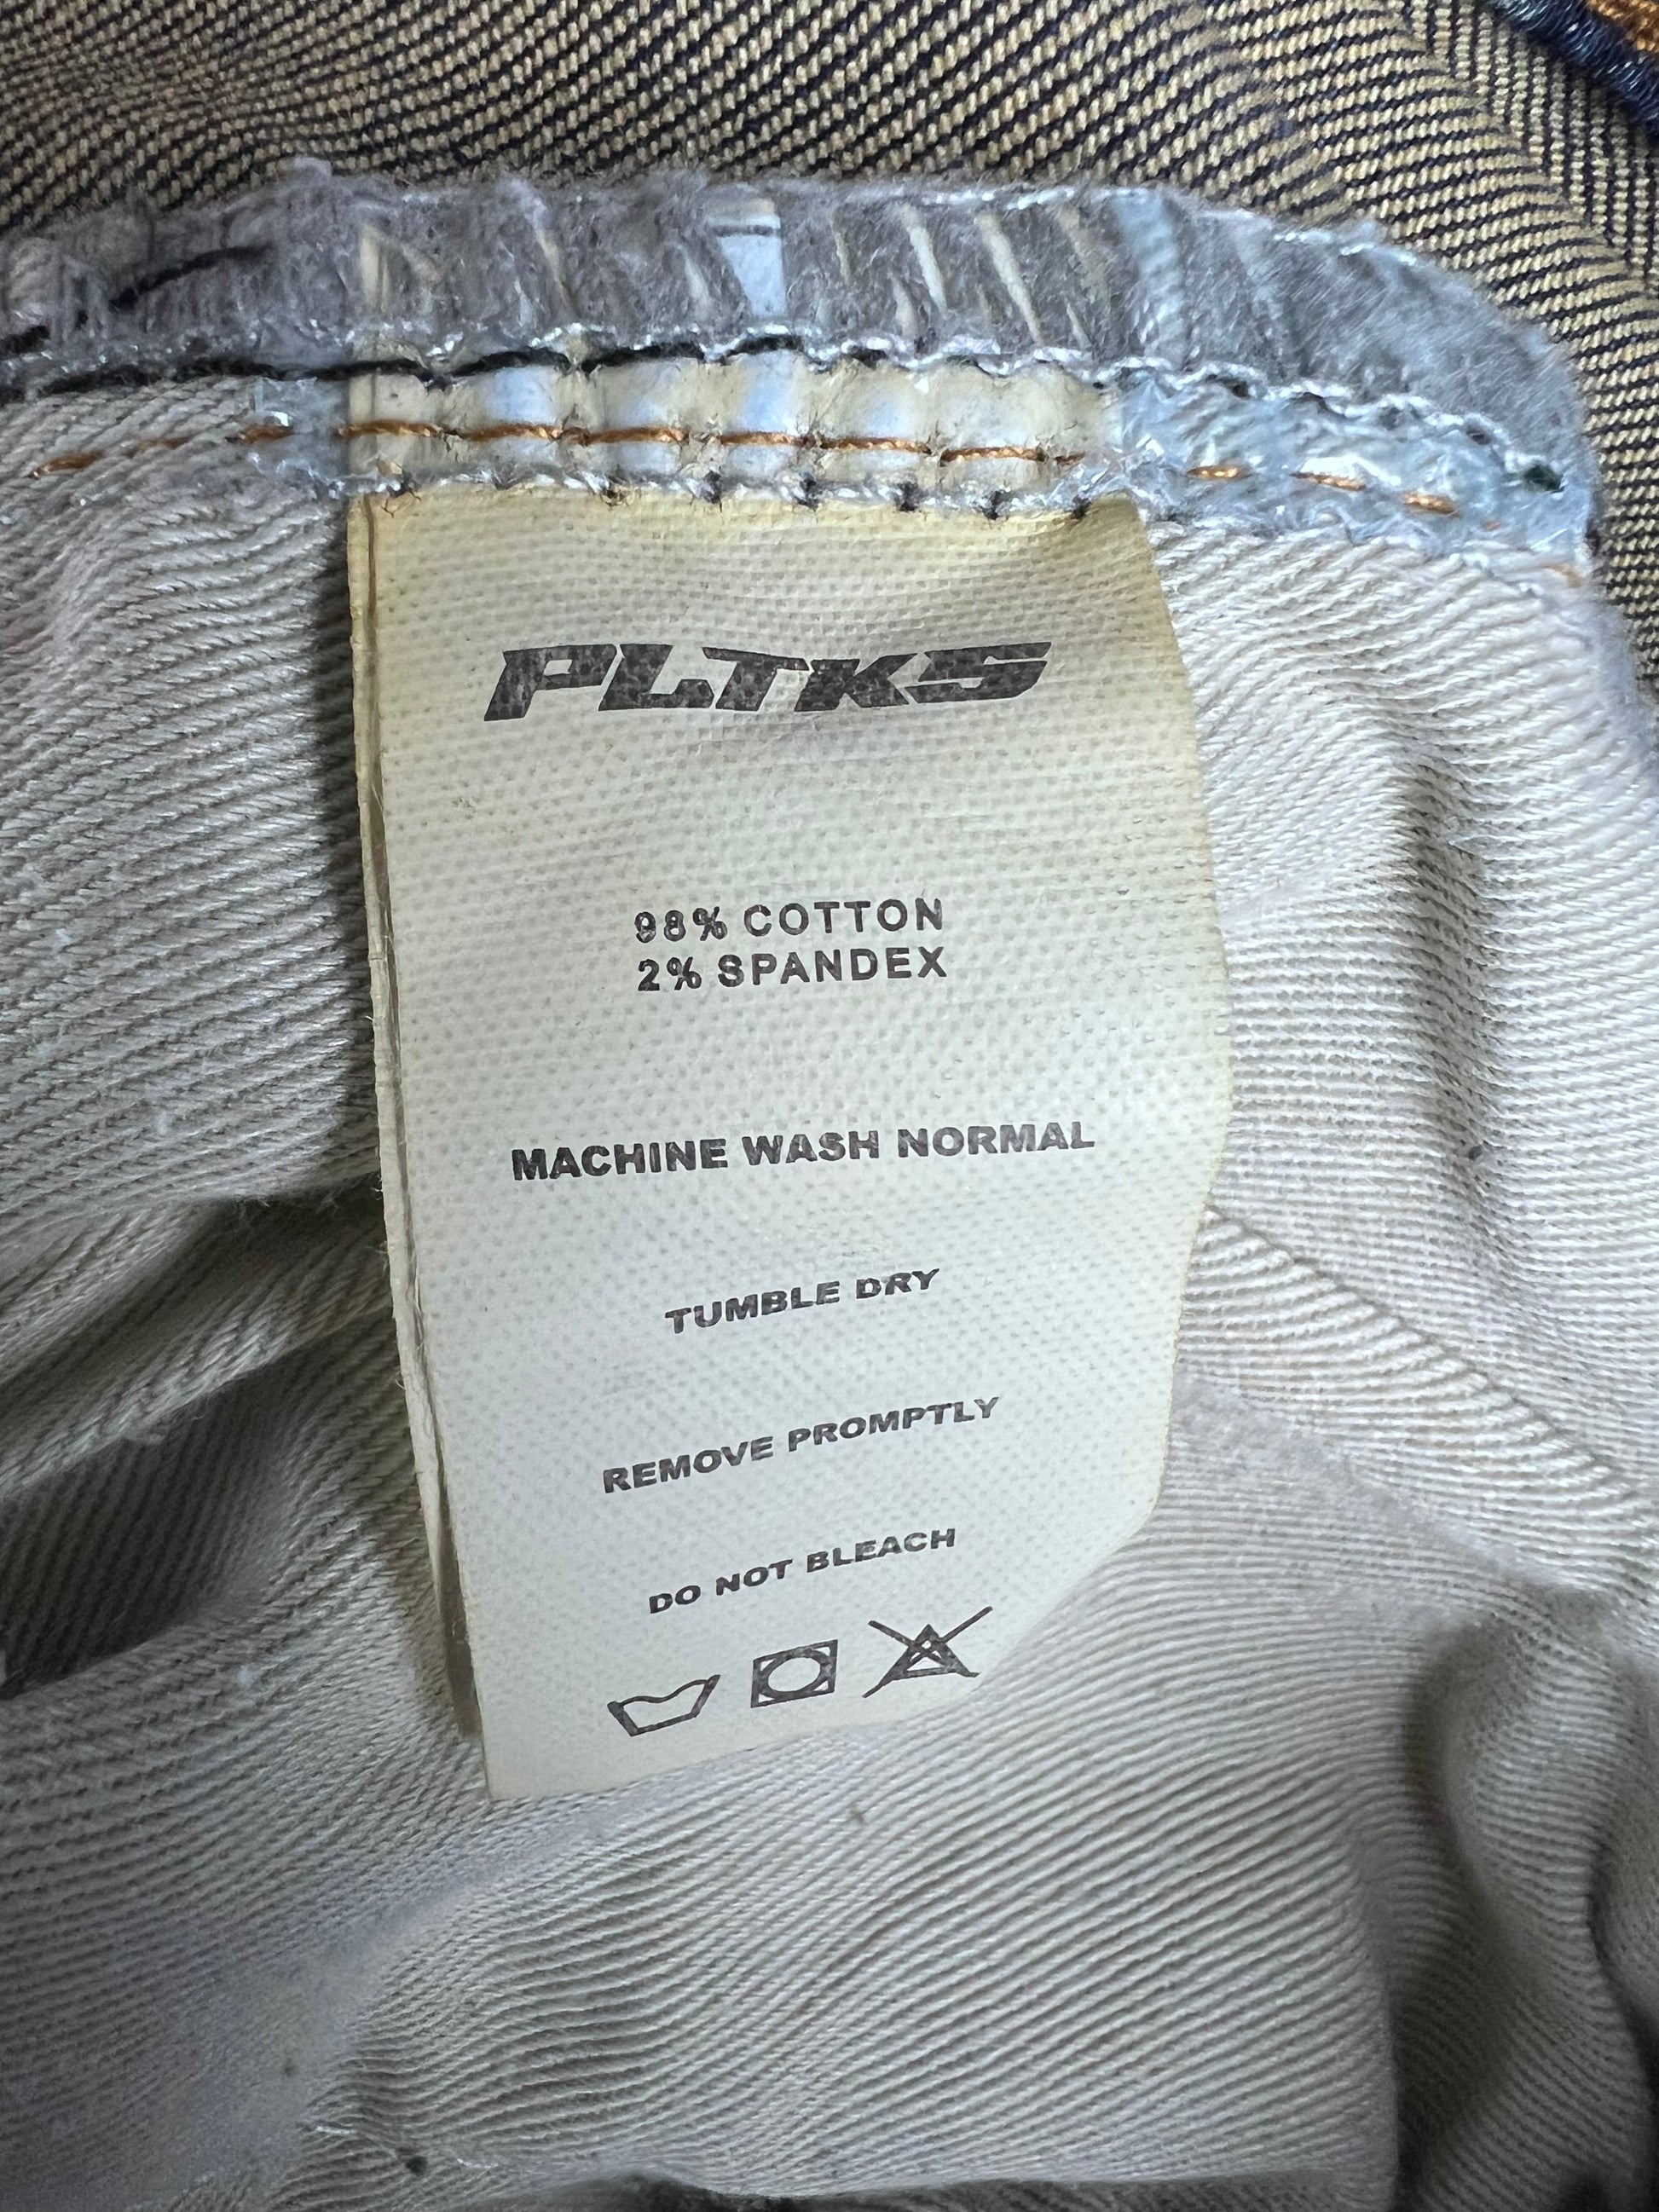 PLTKS
98% COTTON
2% SPANDEX
MACHINE WASH NORMAL
TUMBLE DRY
REMOVE PROMPTLY
DO NOT BLEACH